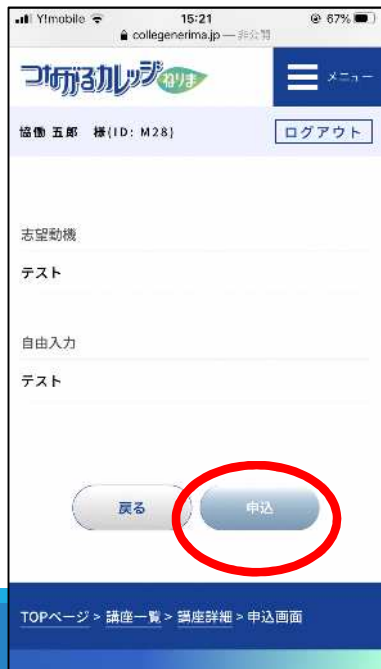 Y!mobile 15:21 67%
collegenerima.jp — 非公開
つながるカレッジねりま
メニュー
協働 五郎 様(ID: M28)
ログアウト
志望動機
テスト
自由入力
テスト
戻る 申込
TOPページ > 講座一覧 > 講座詳細 > 申込画面